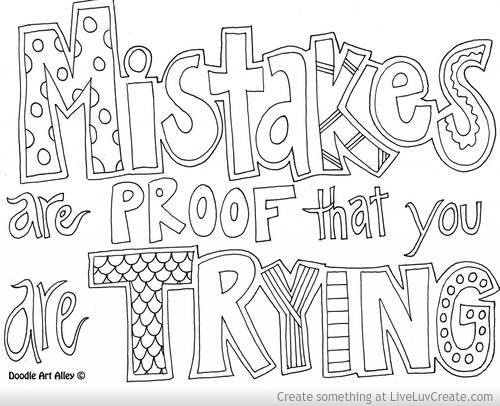 Mistakes
are PROOF that you
are TRYING
Doodle Art Alley ©
Create something at LiveLuvCreate.com